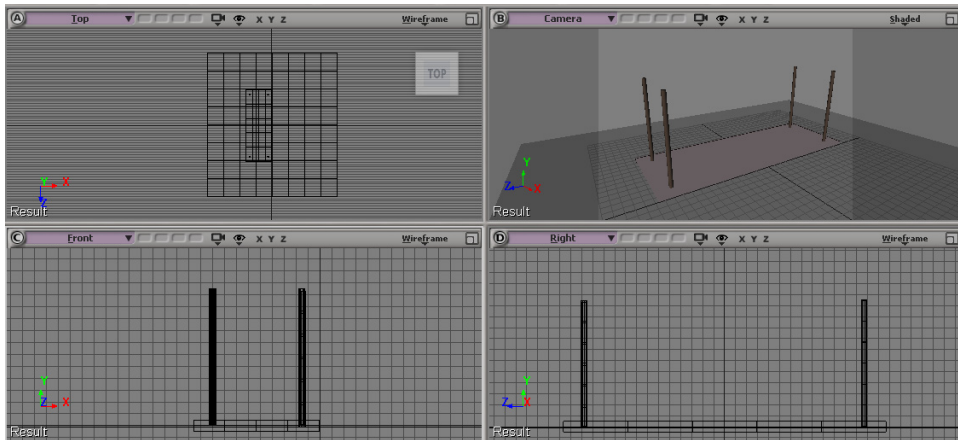 A Top X Y Z Wireframe
TOP
Y
X
Z
Result
B Camera X Y Z Shaded
Y
Z X
Result
C Front X Y Z Wireframe
Y
Z X
Result
D Right X Y Z Wireframe
Y
Z X
Result